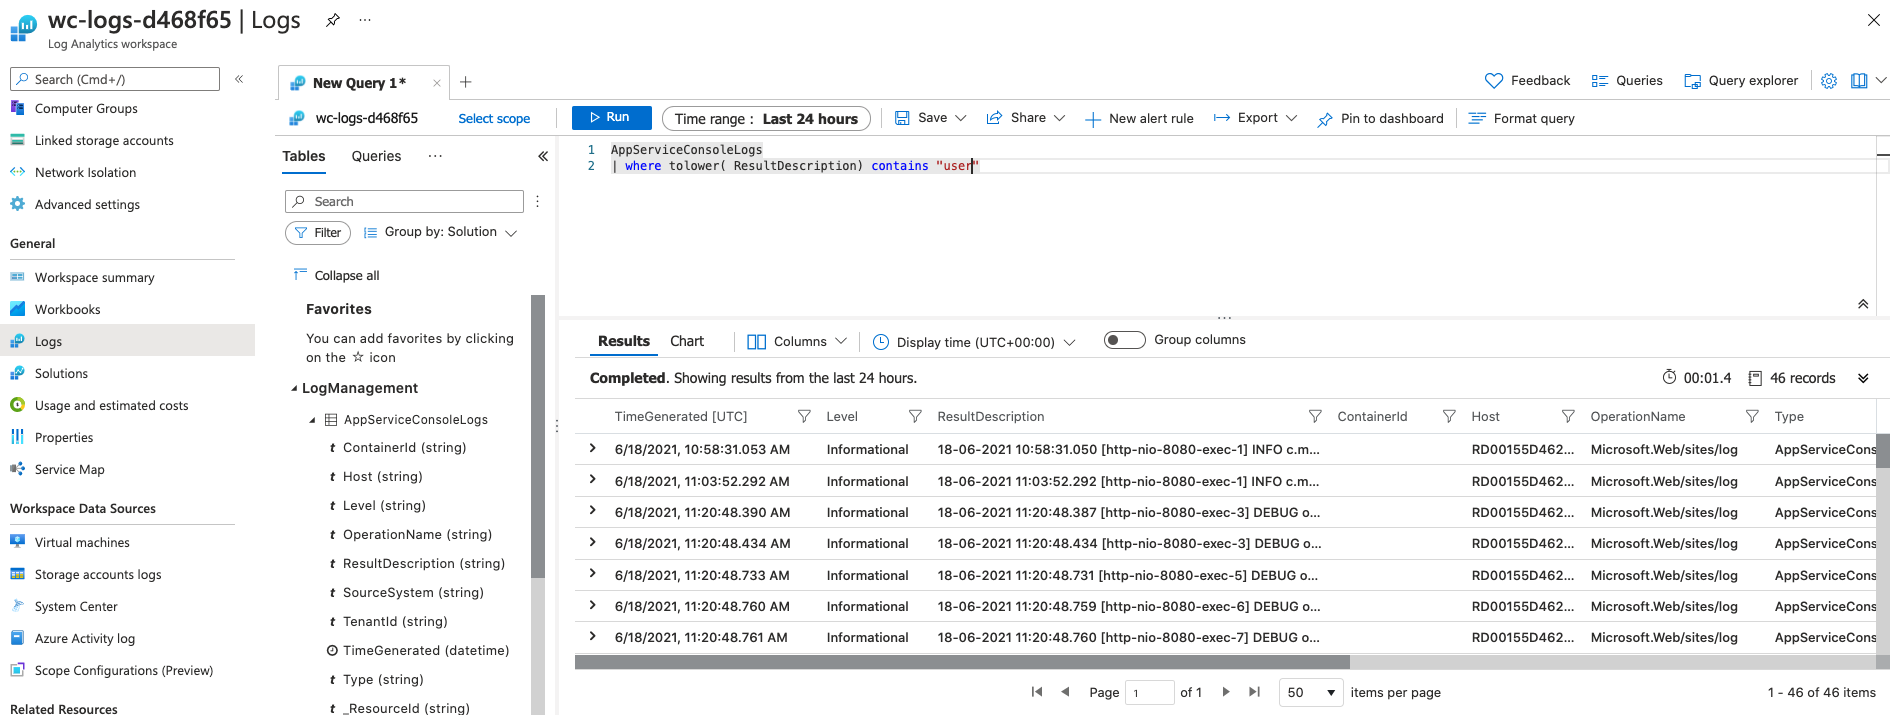 wc-logs-d468f65 | Logs
Log Analytics workspace
Search (Cmd+/)
Computer Groups
Linked storage accounts
Network Isolation
Advanced settings
General
Workspace summary
Workbooks
Logs
Solutions
Usage and estimated costs
Properties
Service Map
Workspace Data Sources
Virtual machines
Storage accounts logs
System Center
Azure Activity log
Scope Configurations (Preview)
Related Resources
New Query 1*
Feedback
Queries
Query explorer
wc-logs-d468f65
Select scope
Run
Time range : Last 24 hours
Save
Share
New alert rule
Export
Pin to dashboard
Format query
Tables
Queries
Search
Filter
Group by: Solution
Collapse all
Favorites
You can add favorites by clicking
on the ☆ icon
LogManagement
AppServiceConsoleLogs
t ContainerId (string)
t Host (string)
t Level (string)
t OperationName (string)
t ResultDescription (string)
t SourceSystem (string)
t TenantId (string)
TimeGenerated (datetime)
t Type (string)
t _ResourceId (string)
1 AppServiceConsoleLogs
2 | where tolower( ResultDescription) contains "user"
Results
Chart
Columns
Display time (UTC+00:00)
Group columns
Completed. Showing results from the last 24 hours.
00:01.4
46 records
TimeGenerated [UTC] Level ResultDescription ContainerId Host OperationName Type
6/18/2021, 10:58:31.053 AM Informational 18-06-2021 10:58:31.050 [http-nio-8080-exec-1] INFO c.m... RD00155D462... Microsoft.Web/sites/log AppServiceCons
6/18/2021, 11:03:52.292 AM Informational 18-06-2021 11:03:52.292 [http-nio-8080-exec-1] INFO c.m... RD00155D462... Microsoft.Web/sites/log AppServiceCons
6/18/2021, 11:20:48.390 AM Informational 18-06-2021 11:20:48.387 [http-nio-8080-exec-3] DEBUG o... RD00155D462... Microsoft.Web/sites/log AppServiceCons
6/18/2021, 11:20:48.434 AM Informational 18-06-2021 11:20:48.434 [http-nio-8080-exec-3] DEBUG o... RD00155D462... Microsoft.Web/sites/log AppServiceCons
6/18/2021, 11:20:48.733 AM Informational 18-06-2021 11:20:48.731 [http-nio-8080-exec-5] DEBUG o... RD00155D462... Microsoft.Web/sites/log AppServiceCons
6/18/2021, 11:20:48.760 AM Informational 18-06-2021 11:20:48.759 [http-nio-8080-exec-6] DEBUG o... RD00155D462... Microsoft.Web/sites/log AppServiceCons
6/18/2021, 11:20:48.761 AM Informational 18-06-2021 11:20:48.760 [http-nio-8080-exec-7] DEBUG o... RD00155D462... Microsoft.Web/sites/log AppServiceCons
Page 1 of 1
50 items per page
1 - 46 of 46 items